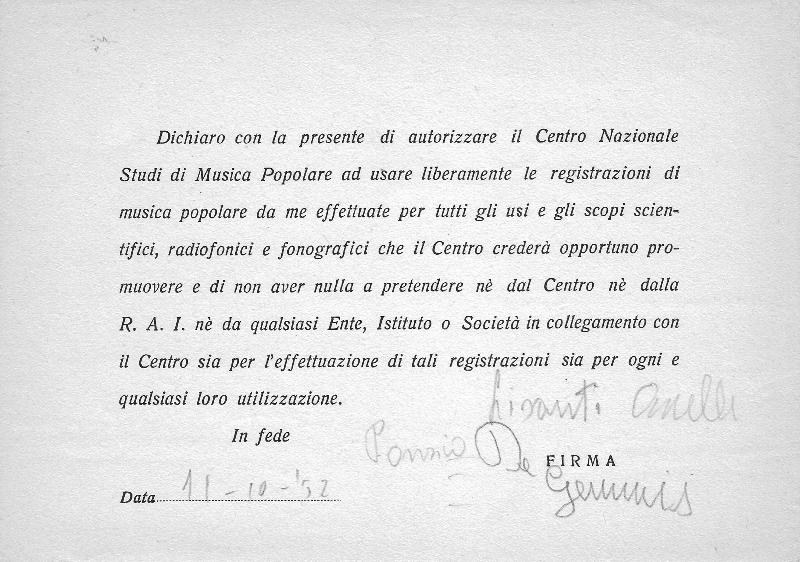 Dichiaro con la presente di autorizzare il Centro Nazionale
Studi di Musica Popolare ad usare liberamente le registrazioni di
musica popolare da me effettuate per tutti gli usi e gli scopi scien-
tifici, radiofonici e fonografici che il Centro crederà opportuno pro-
muovere e di non aver nulla a pretendere nè dal Centro nè dalla
R. A. I. nè da qualsiasi Ente, Istituto o Società in collegamento con
il Centro sia per l'effettuazione di tali registrazioni sia per ogni e
qualsiasi loro utilizzazione.
Lisanti
In fede
De
FIRMA
Gemmis
Data 11-10-'52